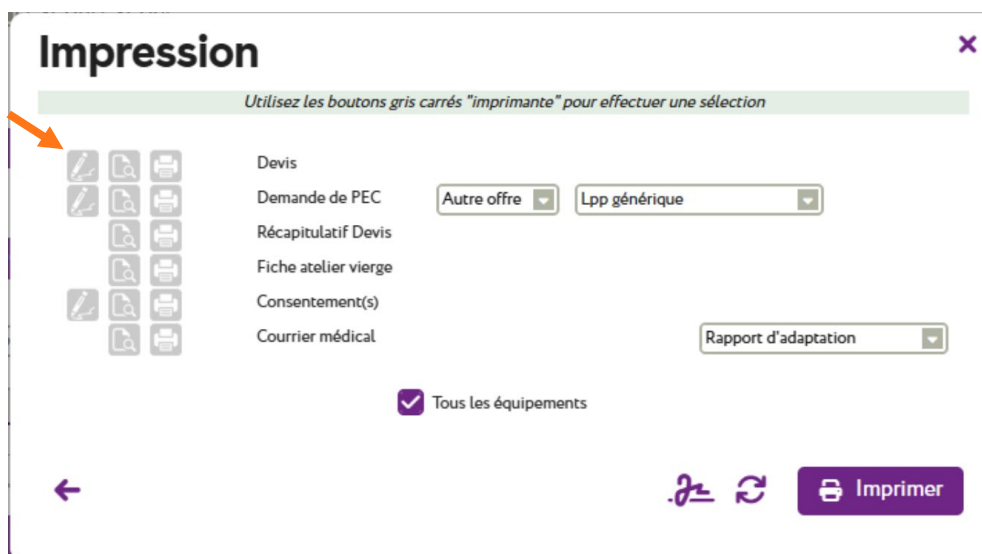 Impression
Utilisez les boutons gris carrés "imprimante" pour effectuer une sélection
Devis
Demande de PEC Autre offre Lpp générique
Récapitulatif Devis
Fiche atelier vierge
Consentement(s)
Courrier médical Rapport d'adaptation
Tous les équipements
Imprimer